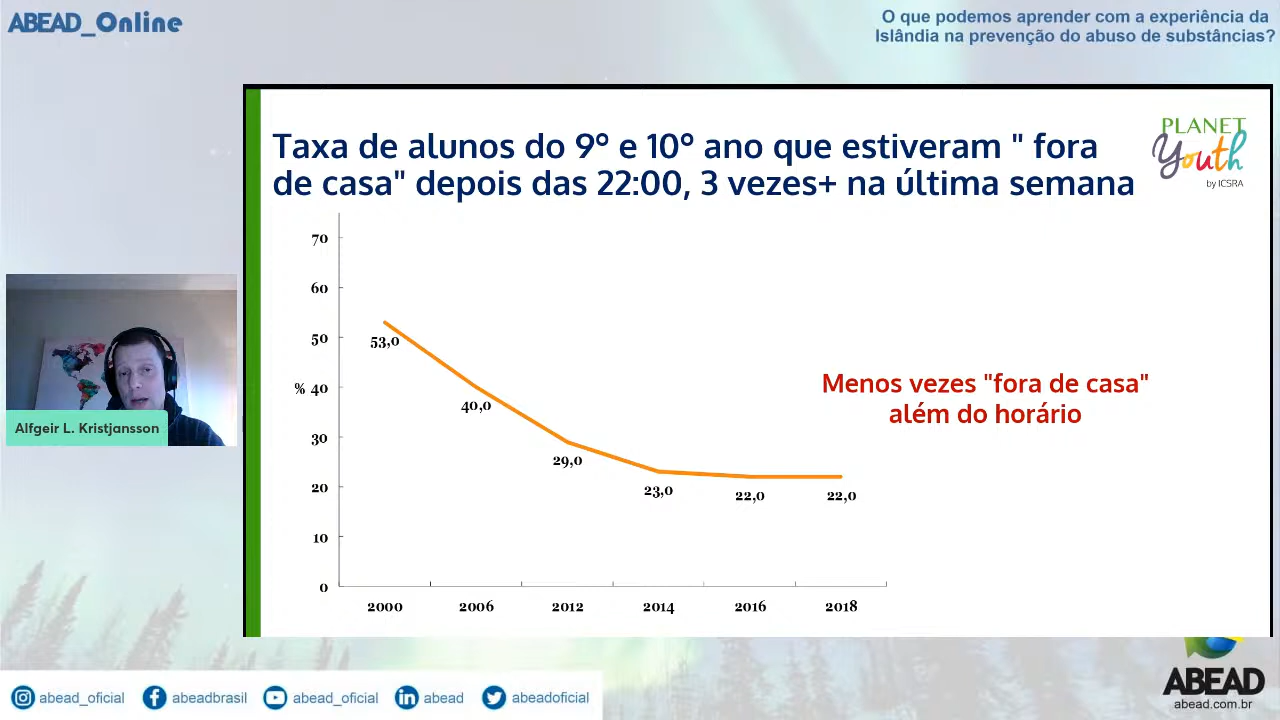 ABEAD_Online
O que podemos aprender com a experiência da
Islândia na prevenção do abuso de substâncias?
Taxa de alunos do 9º e 10º ano que estiveram " fora
de casa" depois das 22:00, 3 vezes+ na última semana
PLANET
Youth
by ICSRA
70
60
50
% 40
30
20
10
0
53,0
40,0
29,0
23,0
22,0
22,0
2000 2006 2012 2014 2016 2018
Menos vezes "fora de casa"
além do horário
Alfgeir L. Kristjansson
abead_oficial abeadbrasil abead_oficial abead abeadoficial
ABEAD
abead.com.br